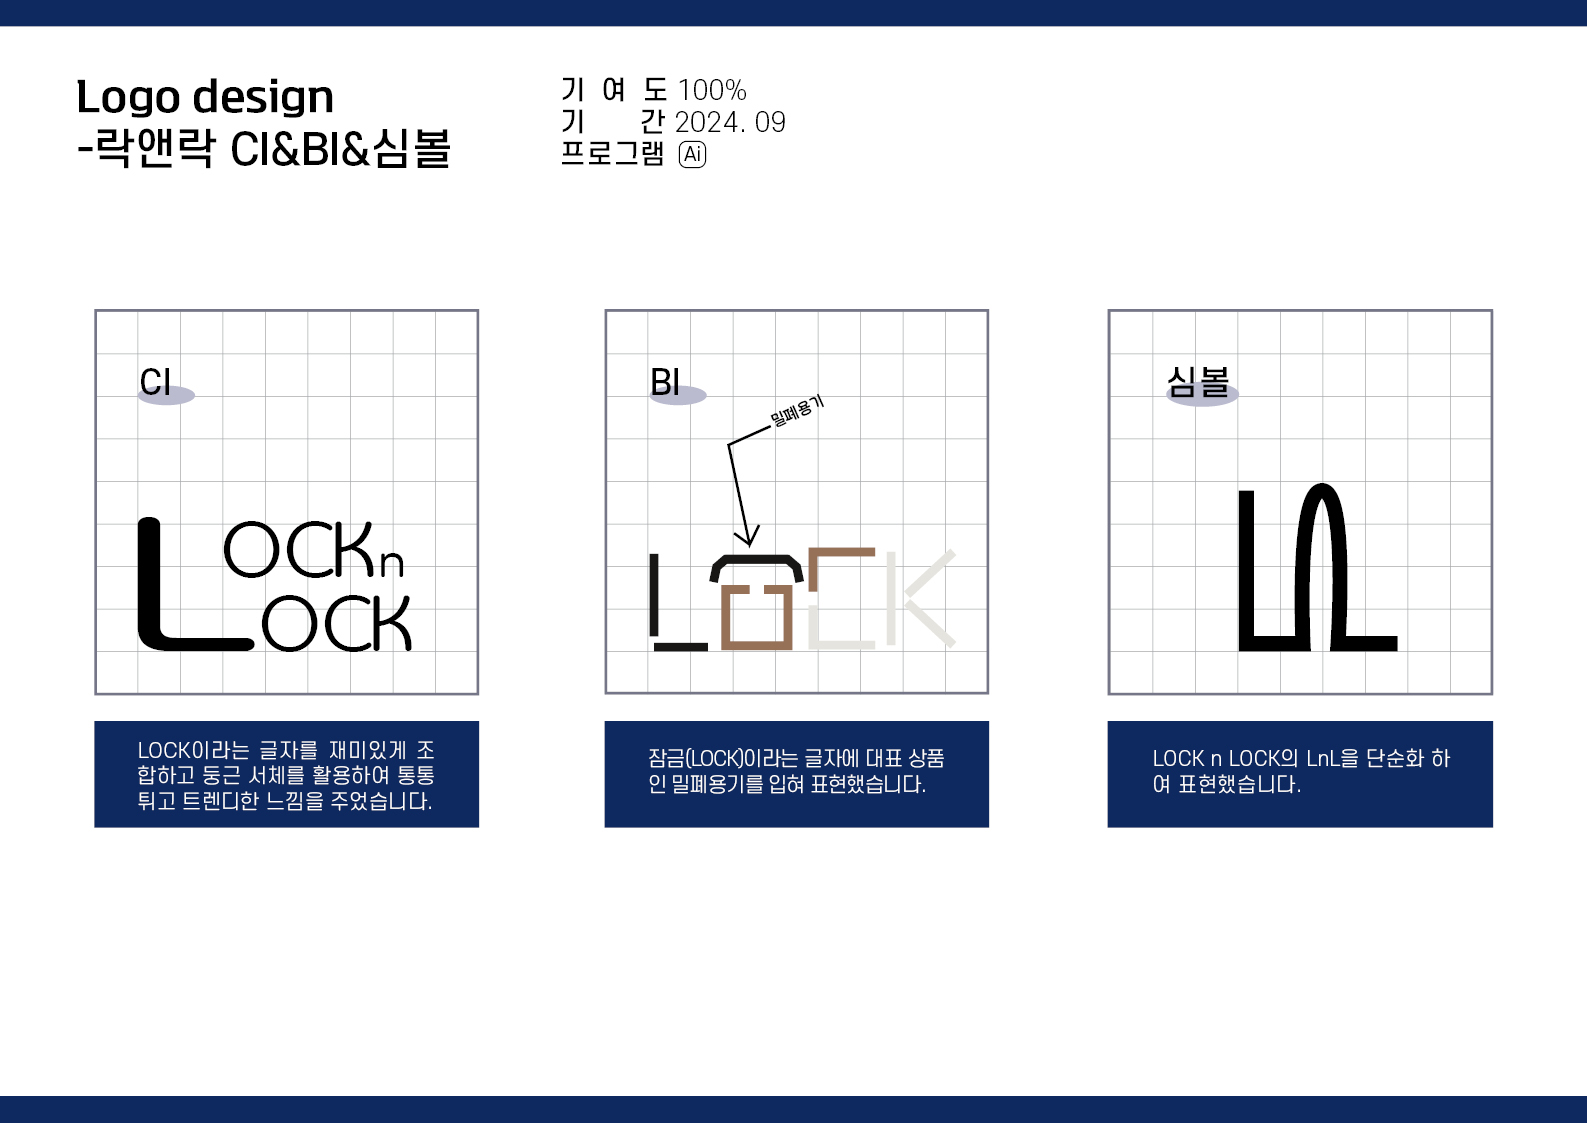 Logo design
-락앤락 CI&BI&심볼
기 여 도 100%
기 간 2024. 09
프로그램 Ai
CI
LOCK n
OCK
LOCK이라는 글자를 재미있게 조
합하고 둥근 서체를 활용하여 통통
튀고 트렌디한 느낌을 주었습니다.
BI
밀폐용기
LOCK
잠금(LOCK)이라는 글자에 대표 상품
인 밀폐용기를 입혀 표현했습니다.
심볼
LnL
LOCK n LOCK의 LnL을 단순화 하
여 표현했습니다.